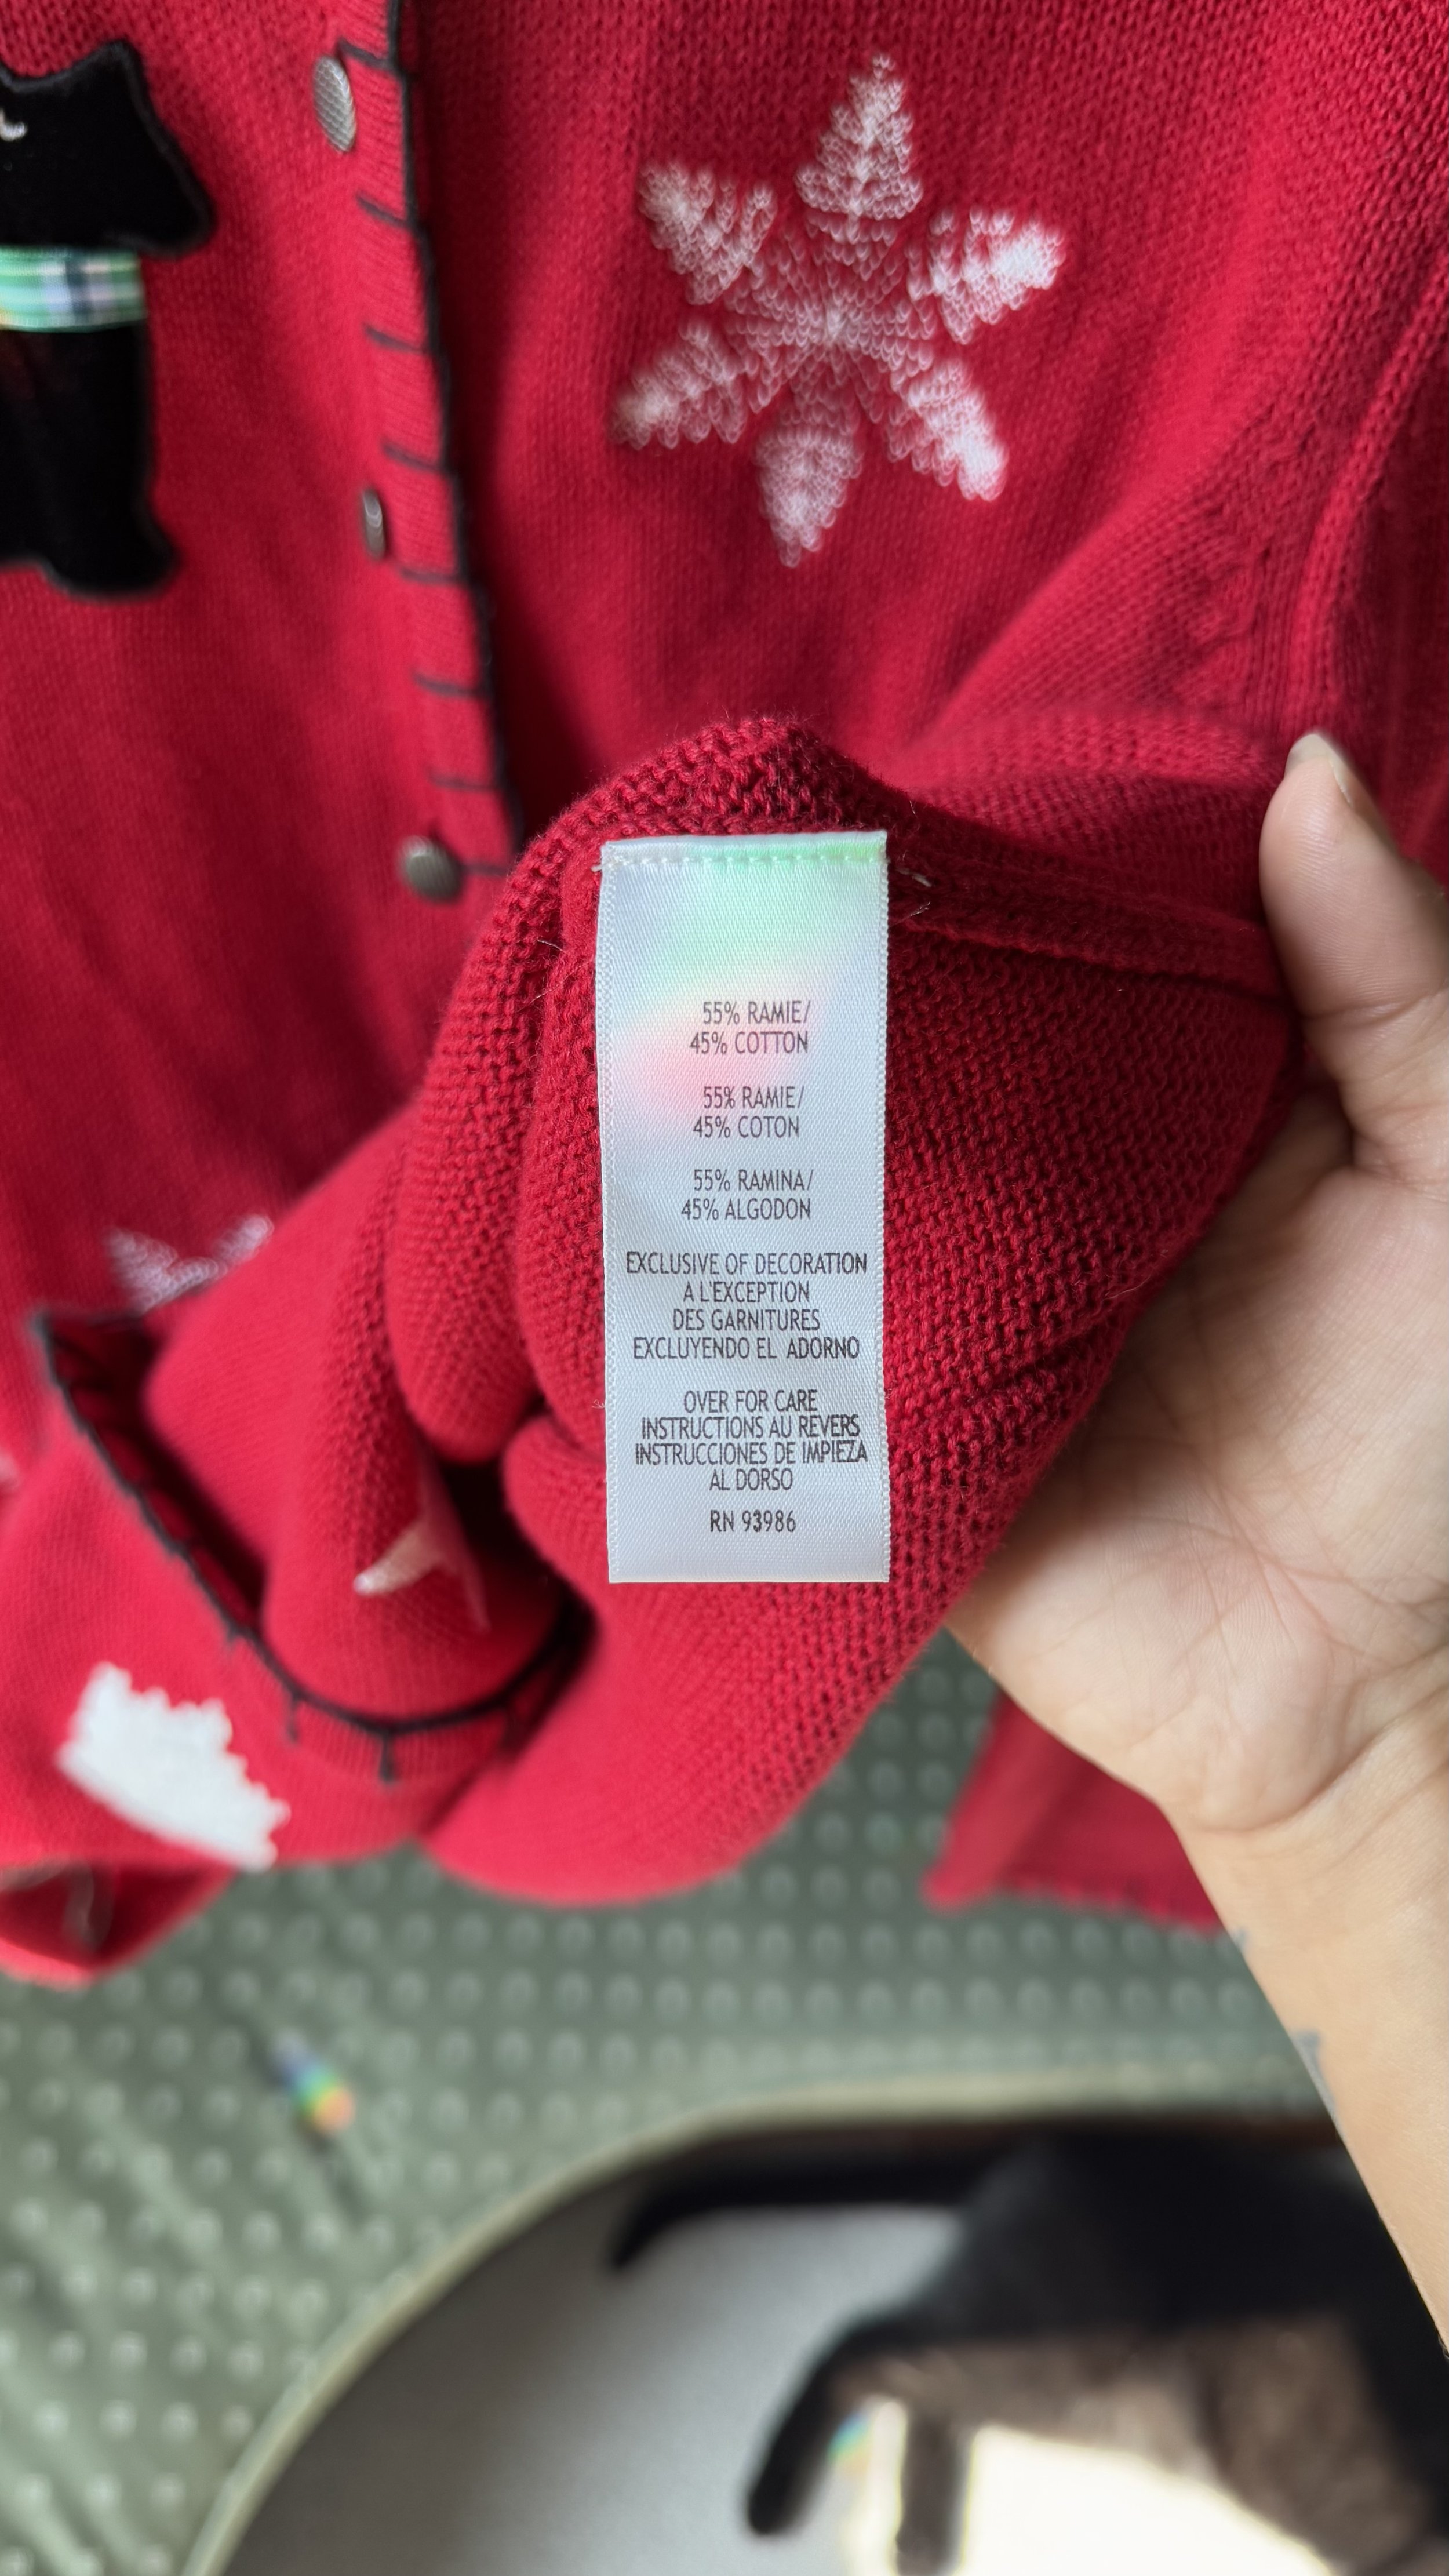 55% RAMIE/
45% COTTON
55% RAMIE/
45% COTON
55% RAMINA/
45% ALGODON
EXCLUSIVE OF DECORATION
A L'EXCEPTION
DES GARNITURES
EXCLUYENDO EL ADORNO
OVER FOR CARE
INSTRUCTIONS AU REVERS
INSTRUCCIONES DE IMPIEZA
AL DORSO
RN 93986